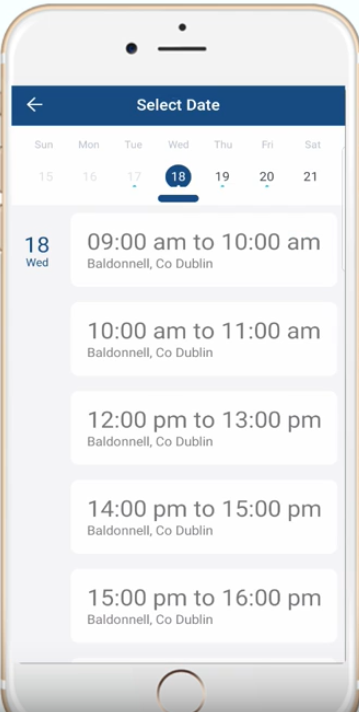 Select Date
Sun Mon Tue Wed Thu Fri Sat
15 16 17 18 19 20 21
18
Wed
09:00 am to 10:00 am
Baldonnell, Co Dublin
10:00 am to 11:00 am
Baldonnell, Co Dublin
12:00 pm to 13:00 pm
Baldonnell, Co Dublin
14:00 pm to 15:00 pm
Baldonnell, Co Dublin
15:00 pm to 16:00 pm
Baldonnell, Co Dublin